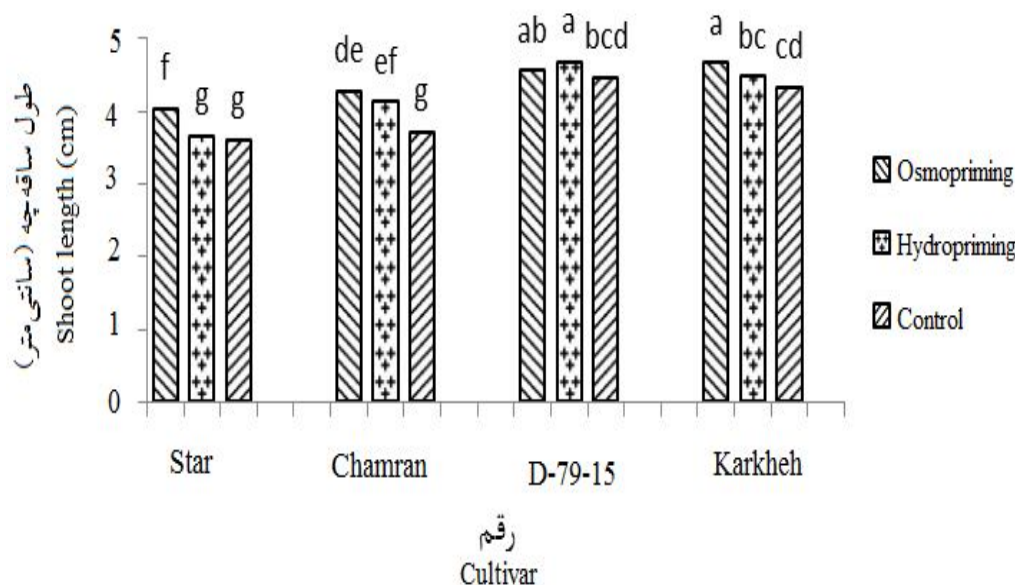 طول ساقه چه (سانتی متر)
Shoot length (cm)
5
4
3
2
1
0
f
g
g
de
ef
g
ab
a
bcd
a
bc
cd
Star
Chamran
D-79-15
Karkheh
رقم
Cultivar
Osmopriming
Hydropriming
Control